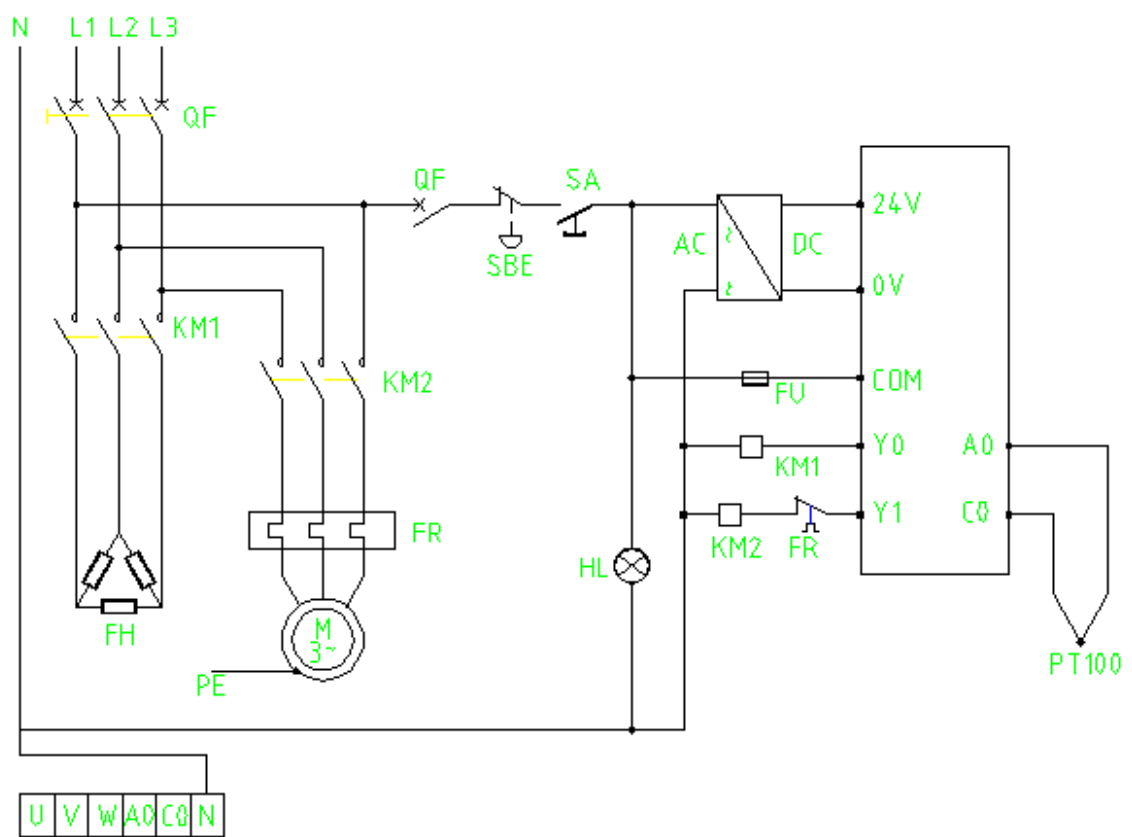 N L1 L2 L3
QF
QF SA
SBE
AC DC
24V
0V
KM1
KM2
COM
FU
Y0 A0
KM1
Y1 C0
KM2 FR
FR
HL
FH
M
3~
PE
PT100
U V W A0 C0 N